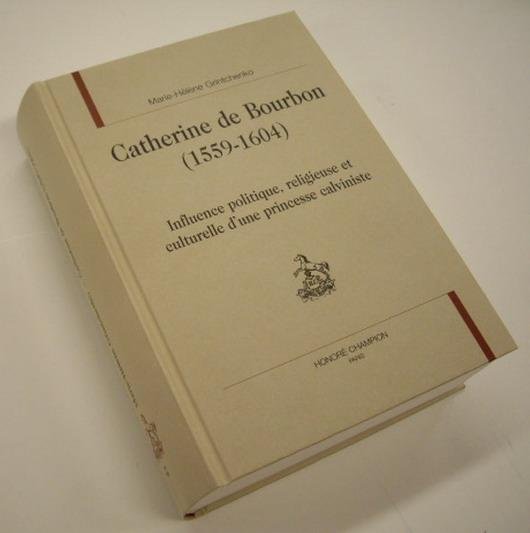 Marie-Hélène Grintchenko
Catherine de Bourbon
(1559-1604)
Influence politique, religieuse et
culturelle d'une princesse calviniste
HONORÉ CHAMPION
PARIS